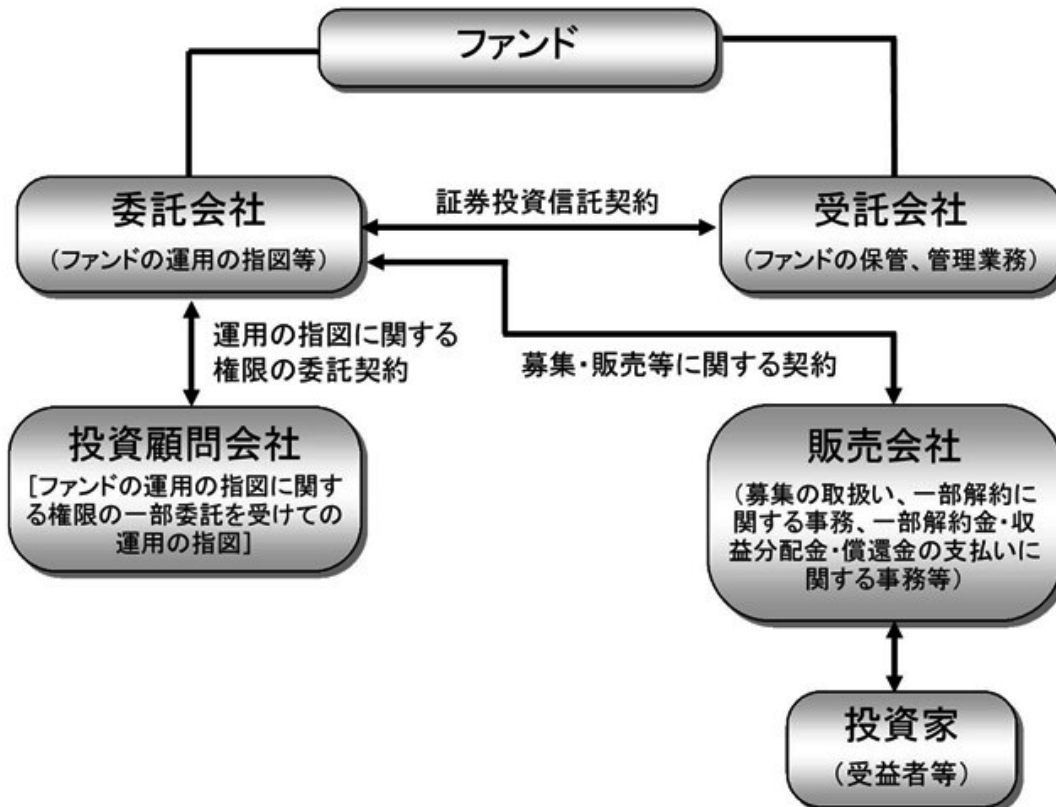 ファンド
委託会社
(ファンドの運用の指図等)
証券投資信託契約
受託会社
(ファンドの保管、管理業務)
運用の指図に関する
権限の委託契約
募集・販売等に関する契約
投資顧問会社
[ファンドの運用の指図に関す
る権限の一部委託を受けての
運用の指図]
販売会社
(募集の取扱い、一部解約に
関する事務、一部解約金・収
益分配金・償還金の支払いに
関する事務等)
投資家
(受益者等)